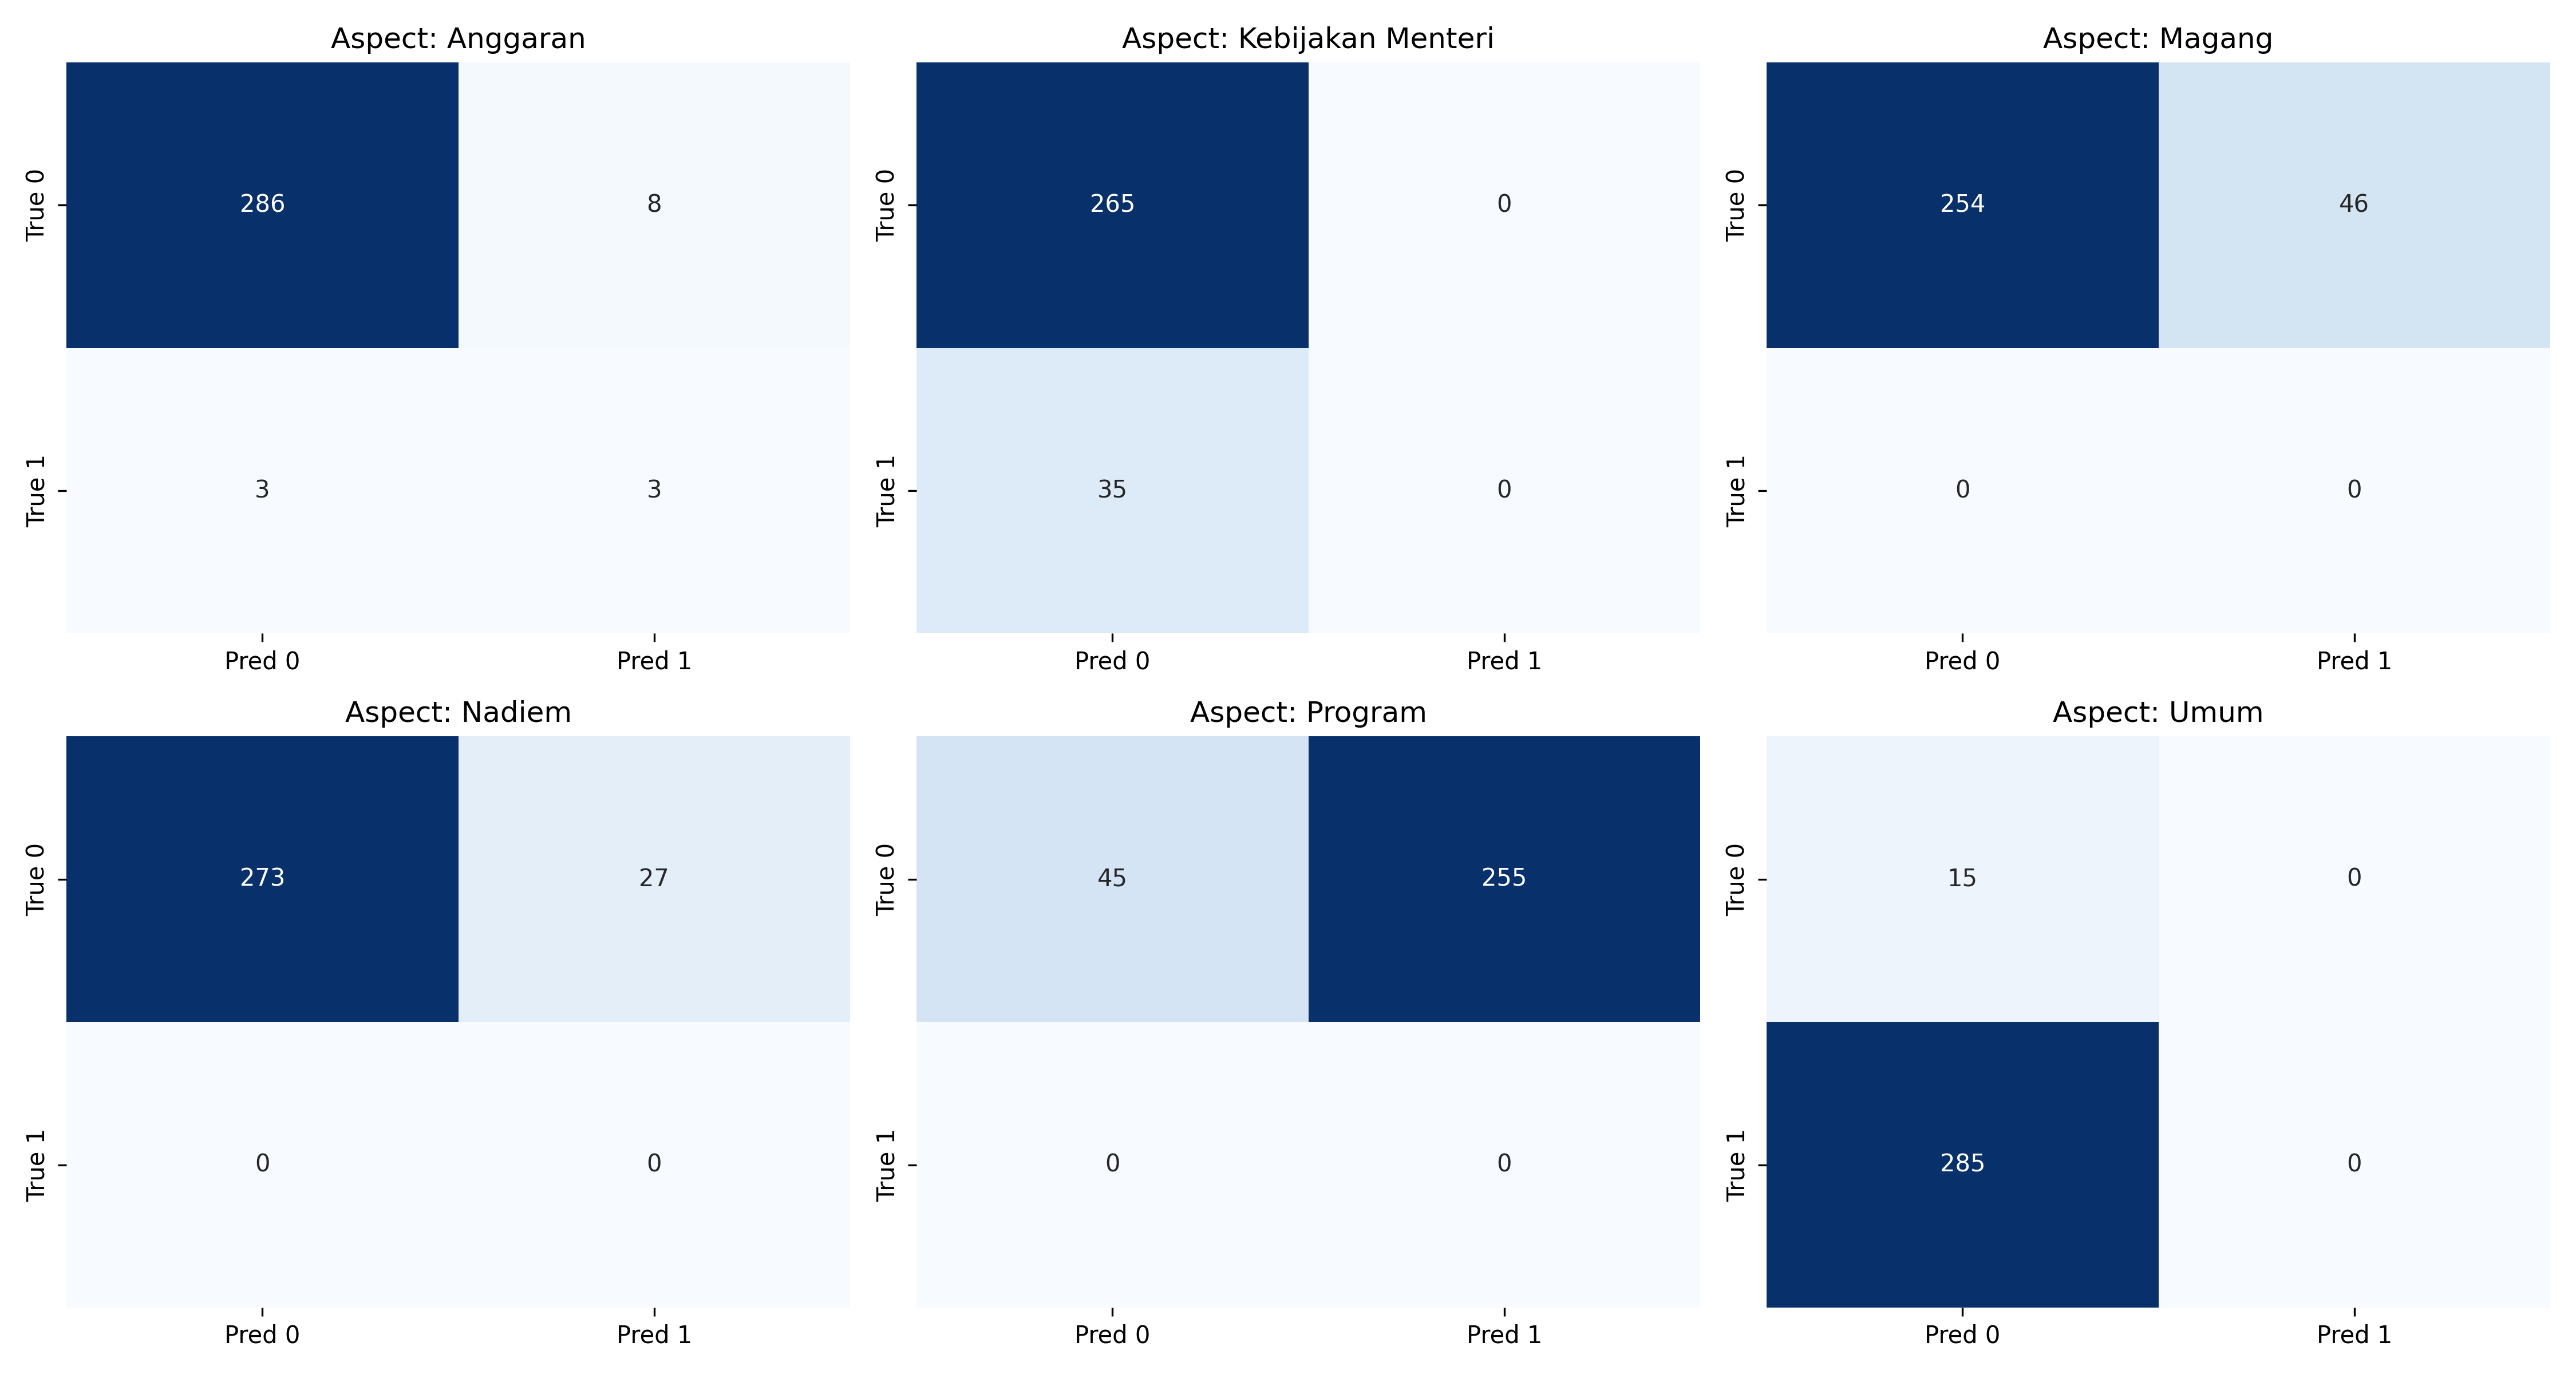 Aspect: Anggaran
True 0
286
8
True 1
3
3
Pred 0
Pred 1
Aspect: Kebijakan Menteri
True 0
265
0
True 1
35
0
Pred 0
Pred 1
Aspect: Magang
True 0
254
46
True 1
0
0
Pred 0
Pred 1
Aspect: Nadiem
True 0
273
27
True 1
0
0
Pred 0
Pred 1
Aspect: Program
True 0
45
255
True 1
0
0
Pred 0
Pred 1
Aspect: Umum
True 0
15
0
True 1
285
0
Pred 0
Pred 1